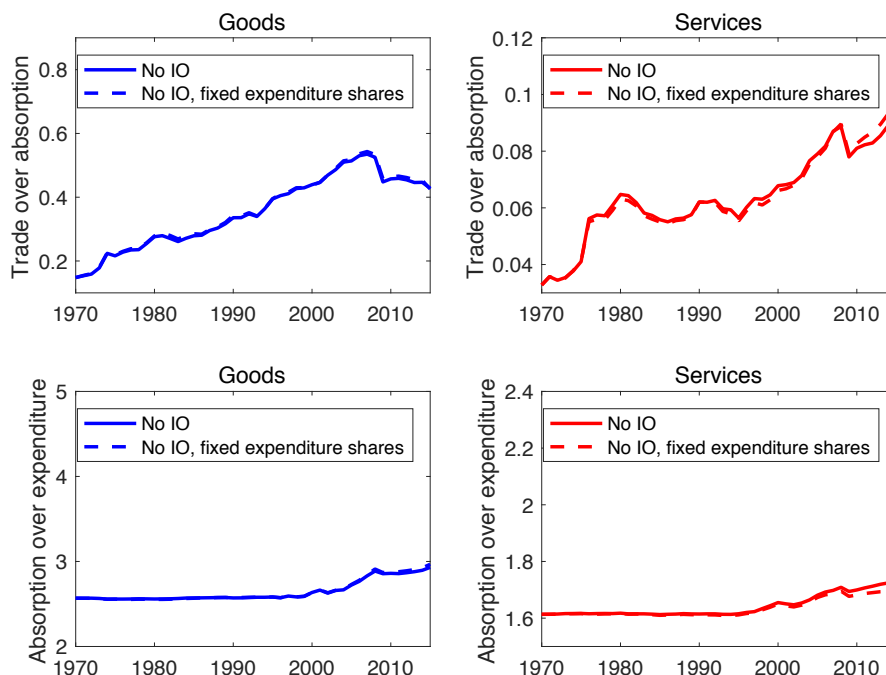 Goods
Services
Trade over absorption
0.8
0.6
0.4
0.2
No IO
No IO, fixed expenditure shares
1970 1980 1990 2000 2010
Trade over absorption
0.12
0.1
0.08
0.06
0.04
No IO
No IO, fixed expenditure shares
1970 1980 1990 2000 2010
Goods
Services
Absorption over expenditure
5
4
3
2
No IO
No IO, fixed expenditure shares
1970 1980 1990 2000 2010
Absorption over expenditure
2.4
2.2
2
1.8
1.6
No IO
No IO, fixed expenditure shares
1970 1980 1990 2000 2010